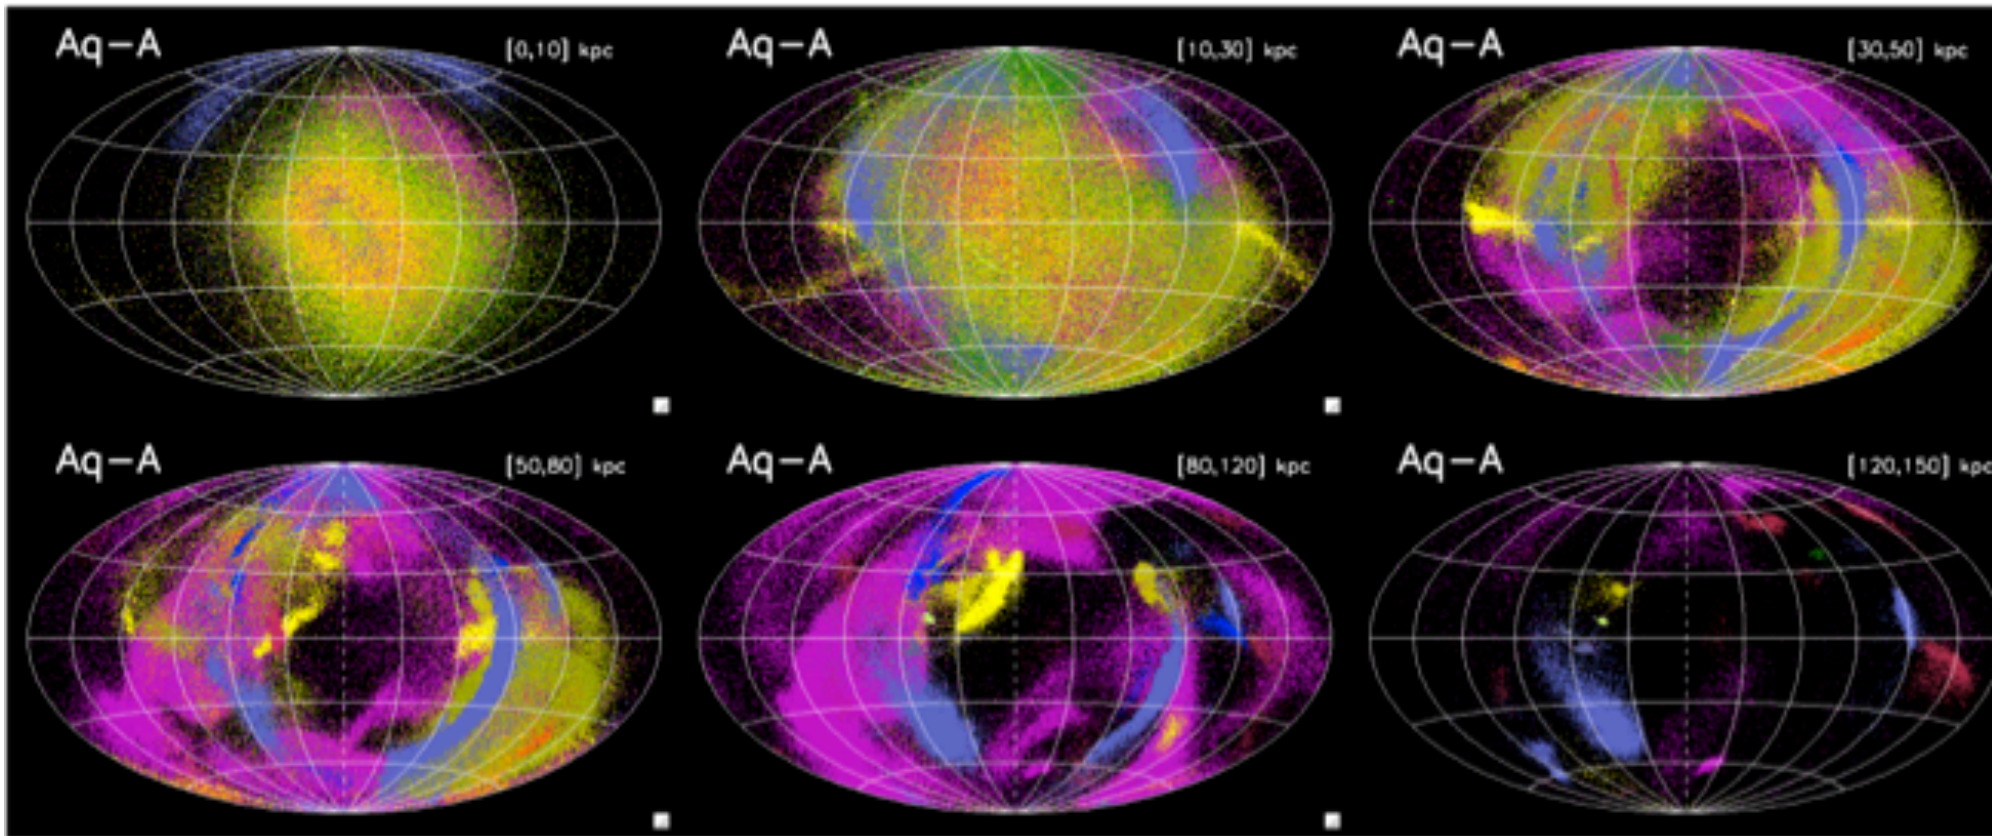 Aq-A [0,10] kpc
Aq-A [10,30] kpc
Aq-A [30,50] kpc
Aq-A [50,80] kpc
Aq-A [80,120] kpc
Aq-A [120,150] kpc